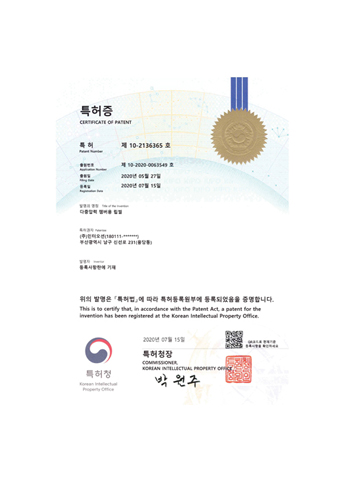 특허증
CERTIFICATE OF PATENT
특 허 제 10-2136365 호
Patent Number
출원번호 제 10-2020-0063549 호
Application Number
출원일 2020년 05월 27일
Filing Date
등록일 2020년 07월 15일
Registration Date
발명의 명칭 Title of the Invention
다중압력 멤버용 립씰
특허권자 Patentee
(주)인터오션(180111-*******)
부산광역시 남구 신선로 231(용당동)
발명자 Inventor
등록사항란에 기재
위의 발명은 「특허법」에 따라 특허등록원부에 등록되었음을 증명합니다.
This is to certify that, in accordance with the Patent Act, a patent for the
invention has been registered at the Korean Intellectual Property Office.
2020년 07월 15일
QR코드로 현재기준
등록사항을 확인하세요
특허청
Korean Intellectual
Property Office
특허청장
COMMISSIONER,
KOREAN INTELLECTUAL PROPERTY OFFICE
박원주